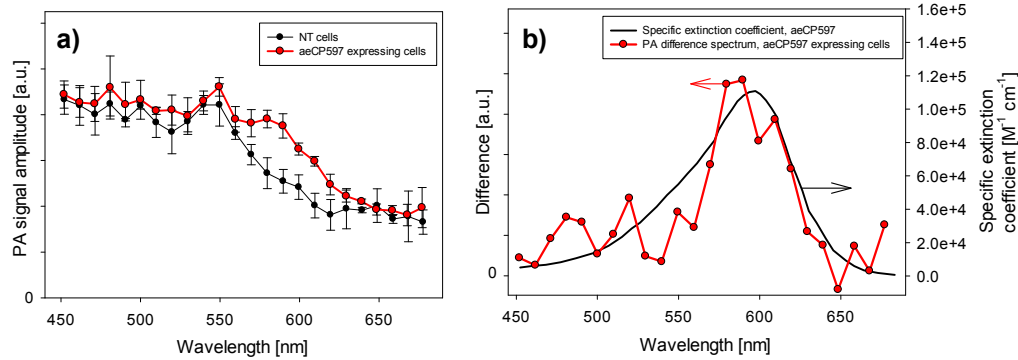 a)
NT cells
aeCP597 expressing cells
PA signal amplitude [a.u.]
0
450 500 550 600 650
Wavelength [nm]
b)
Specific extinction coefficient, aeCP597
PA difference spectrum, aeCP597 expressing cells
Difference [a.u.]
0
450 500 550 600 650
Wavelength [nm]
1.6e+5
1.4e+5
1.2e+5
1.0e+5
8.0e+4
6.0e+4
4.0e+4
2.0e+4
0.0
Specific extinction
coefficient [M⁻¹ cm⁻¹]